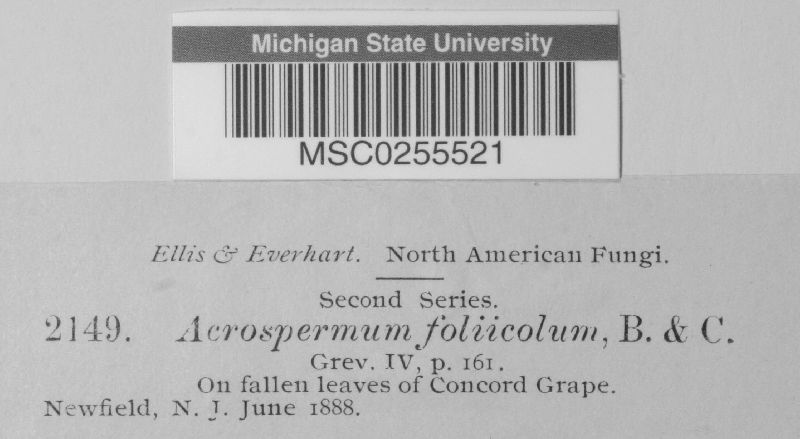 Michigan State University
MSC0255521
Ellis & Everhart. North American Fungi.
Second Series.
2149. Acrospermum foliicolum, B. & C.
Grev. IV, p. 161.
On fallen leaves of Concord Grape.
Newfield, N. J. June 1888.